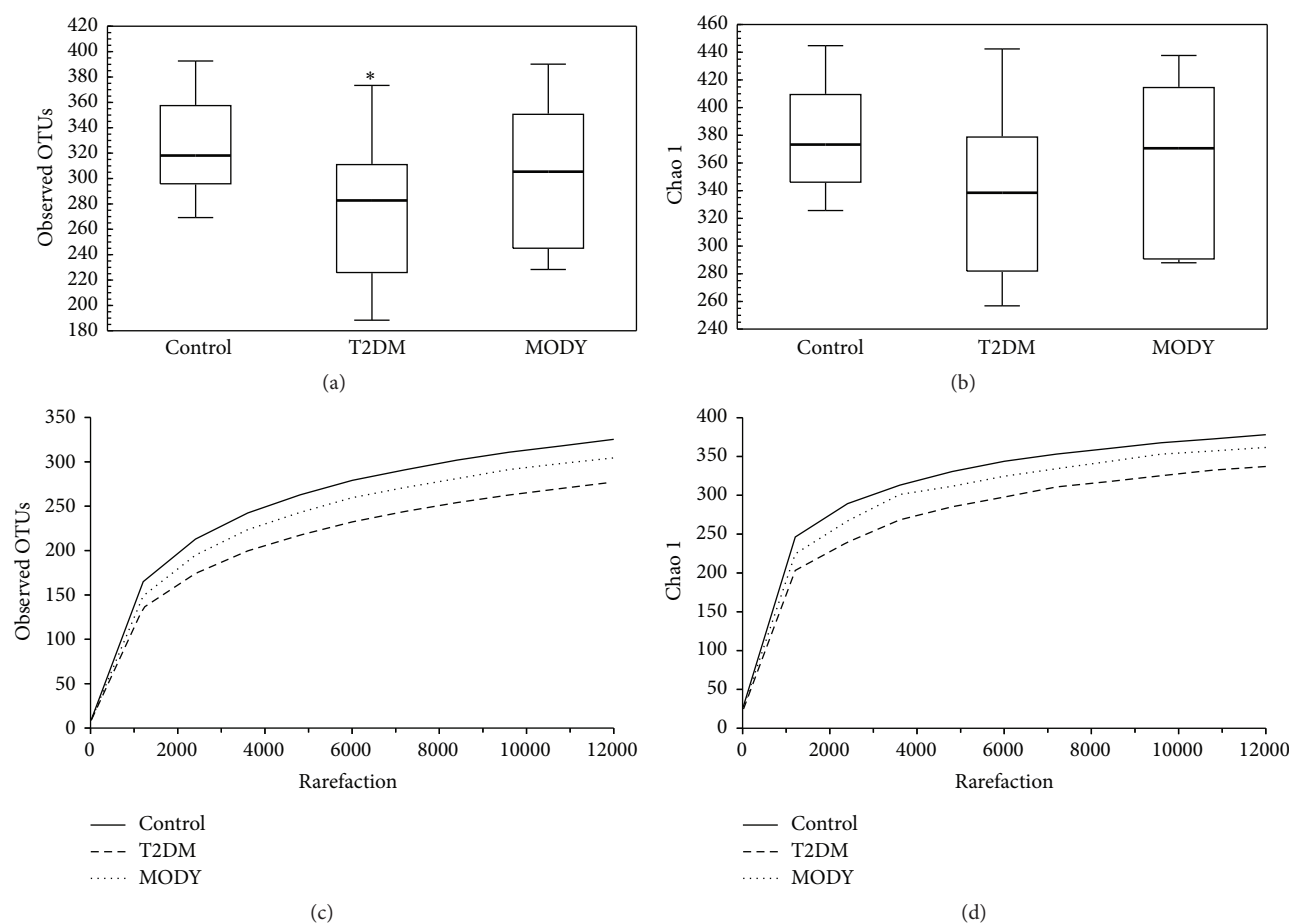 420
400
380
360
340
320
300
280
260
240
220
200
180
Observed OTUs
*
Control T2DM MODY
(a)
460
440
420
400
380
360
340
320
300
280
260
240
Chao 1
Control T2DM MODY
(b)
350
300
250
200
150
100
50
0
Observed OTUs
0 2000 4000 6000 8000 10000 12000
Rarefaction
Control
T2DM
MODY
(c)
400
350
300
250
200
150
100
50
0
Chao 1
0 2000 4000 6000 8000 10000 12000
Rarefaction
Control
T2DM
MODY
(d)